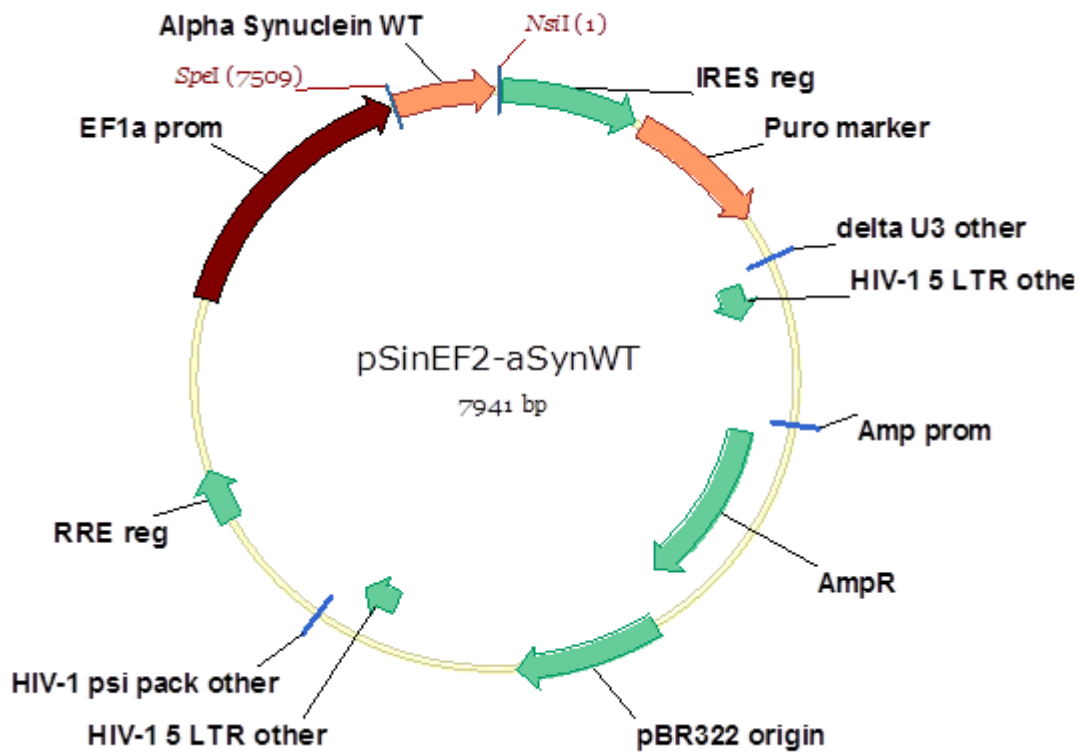 Alpha Synuclein WT
NsiI (1)
SpeI (7509)
IRES reg
EF1a prom
Puro marker
delta U3 other
HIV-1 5 LTR othe
pSinEF2-aSynWT
7941 bp
Amp prom
RRE reg
AmpR
HIV-1 psi pack other
HIV-1 5 LTR other
pBR322 origin